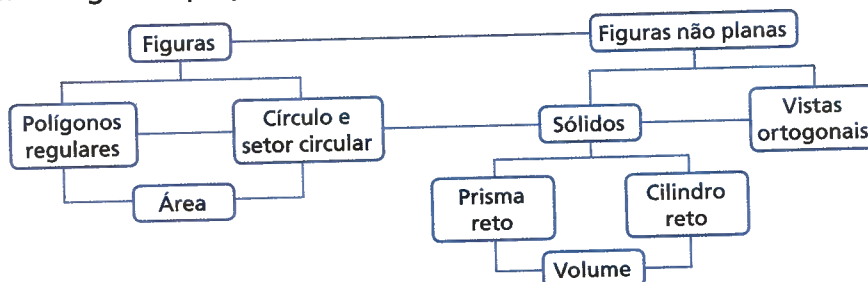 Figuras
Figuras não planas
Polígonos
regulares
Círculo e
setor circular
Sólidos
Vistas
ortogonais
Área
Prisma
reto
Cilindro
reto
Volume